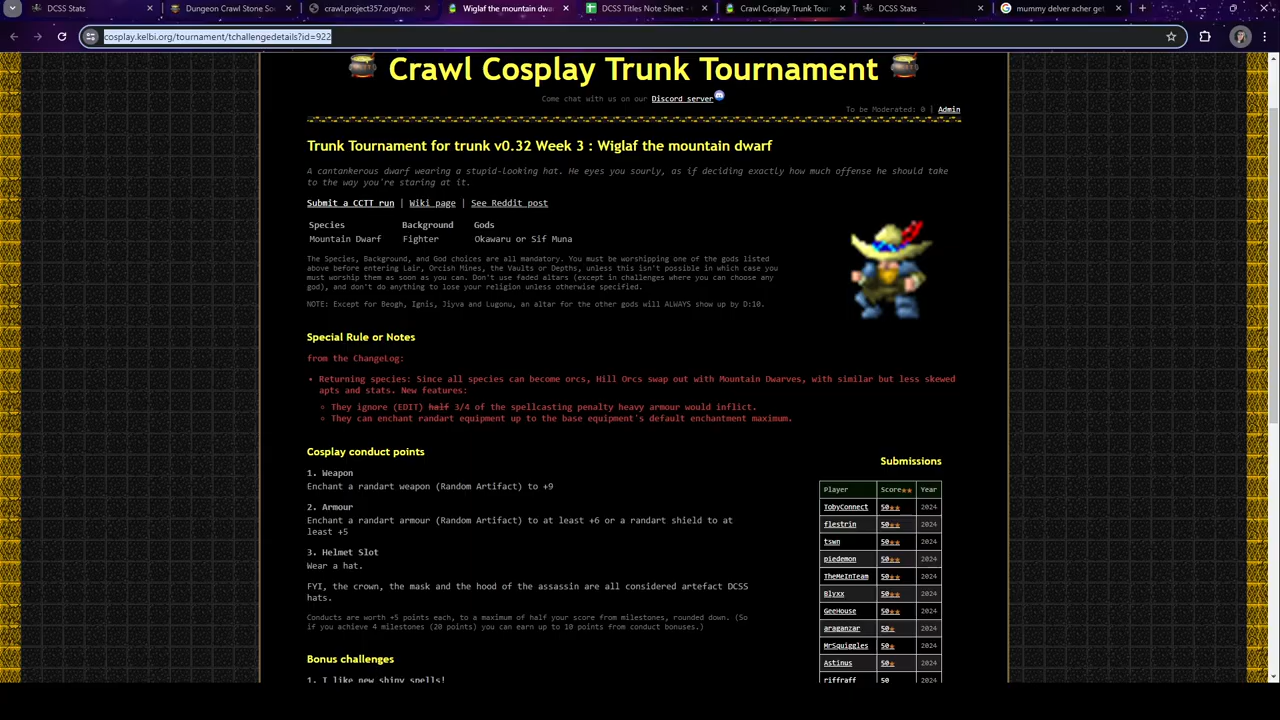 DCSS Stats
Dungeon Crawl Stone So
crawl.project357.org/mor
Wiglaf the mountain dwa
DCSS Titles Note Sheet -
Crawl Cosplay Trunk Tour
DCSS Stats
mummy delver acher get
cosplay.kelbi.org/tournament/tchallengedetails?id=922
Crawl Cosplay Trunk Tournament
Come chat with us on our Discord server
To be Moderated: 0 | Admin
Trunk Tournament for trunk v0.32 Week 3 : Wiglaf the mountain dwarf
A cantankerous dwarf wearing a stupid-looking hat. He eyes you sourly, as if deciding exactly how much offense he should take
to the way you're staring at it.
Submit a CCTT run | Wiki page | See Reddit post
Species Background Gods
Mountain Dwarf Fighter Okawaru or Sif Muna
The Species, Background, and God choices are all mandatory. You must be worshipping one of the gods listed
above before entering Lair, Orcish Mines, the Vaults or Depths, unless this isn't possible in which case you
must worship them as soon as you can. Don't use faded altars (except in challenges where you can choose any
god), and don't do anything to lose your religion unless otherwise specified.
NOTE: Except for Beogh, Ignis, Jiyva and Lugonu, an altar for the other gods will ALWAYS show up by D:10.
Special Rule or Notes
from the ChangeLog:
• Returning species: Since all species can become orcs, Hill Orcs swap out with Mountain Dwarves, with similar but less skewed
apts and stats. New features:
They ignore (EDIT) half 3/4 of the spellcasting penalty heavy armour would inflict.
They can enchant randart equipment up to the base equipment's default enchantment maximum.
Cosplay conduct points
1. Weapon
Enchant a randart weapon (Random Artifact) to +9
2. Armour
Enchant a randart armour (Random Artifact) to at least +6 or a randart shield to at
least +5
3. Helmet Slot
Wear a hat.
FYI, the crown, the mask and the hood of the assassin are all considered artefact DCSS
hats.
Conducts are worth +5 points each, to a maximum of half your score from milestones, rounded down. (So
if you achieve 4 milestones (20 points) you can earn up to 10 points from conduct bonuses.)
Bonus challenges
1. I like new shiny spells!
Submissions
Player Score★★ Year
TobyConnect 50★★ 2024
flestrin 50★★ 2024
tswn 50★★ 2024
piedemon 50★★ 2024
TheMeInTeam 50★★ 2024
Blyxx 50★★ 2024
GeeHouse 50★★ 2024
araganzar 50★ 2024
MrSquiggles 50★ 2024
Astinus 50★ 2024
riffraff 50 2024